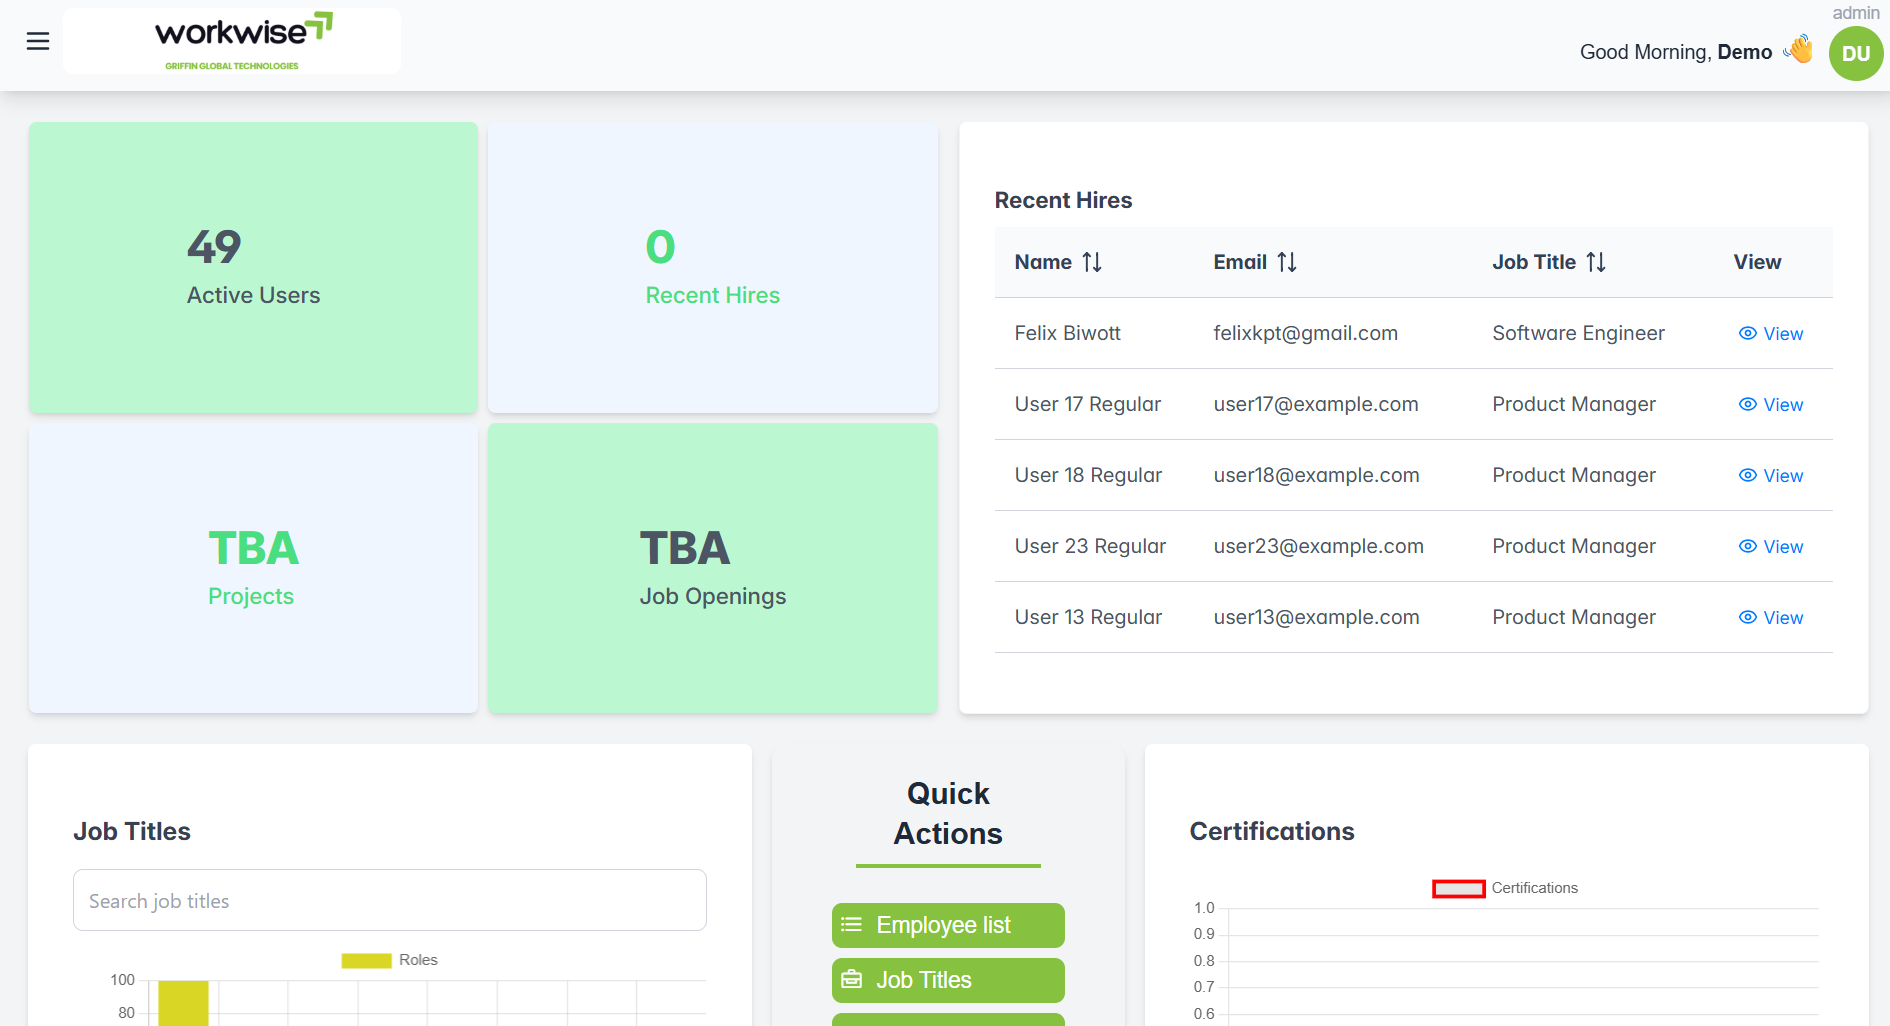 workwise
GRIFFIN GLOBAL TECHNOLOGIES
admin
Good Morning, Demo
DU
49
Active Users
0
Recent Hires
TBA
Projects
TBA
Job Openings
Recent Hires
Name Email Job Title View
Felix Biwott felixkpt@gmail.com Software Engineer View
User 17 Regular user17@example.com Product Manager View
User 18 Regular user18@example.com Product Manager View
User 23 Regular user23@example.com Product Manager View
User 13 Regular user13@example.com Product Manager View
Job Titles
Search job titles
Roles
100
80
Quick
Actions
Employee list
Job Titles
Certifications
Certifications
1.0
0.9
0.8
0.7
0.6